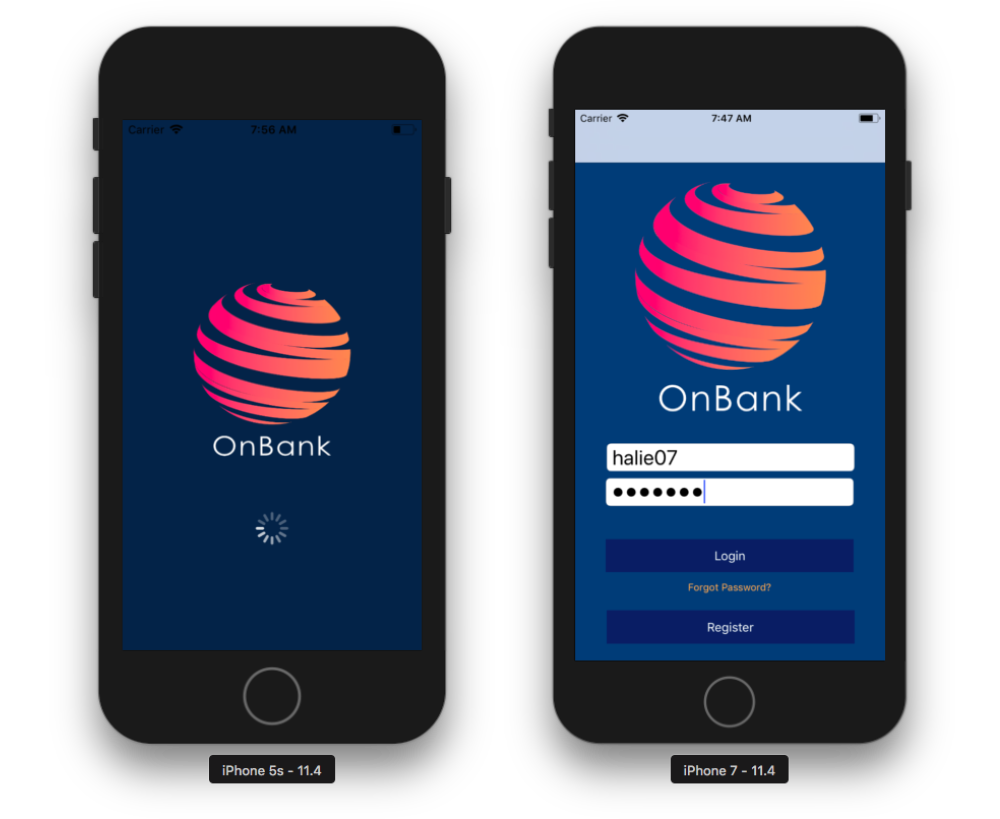 Carrier 7:56 AM
OnBank
iPhone 5s - 11.4
Carrier 7:47 AM
OnBank
halie07
•••••••
Login
Forgot Password?
Register
iPhone 7 - 11.4